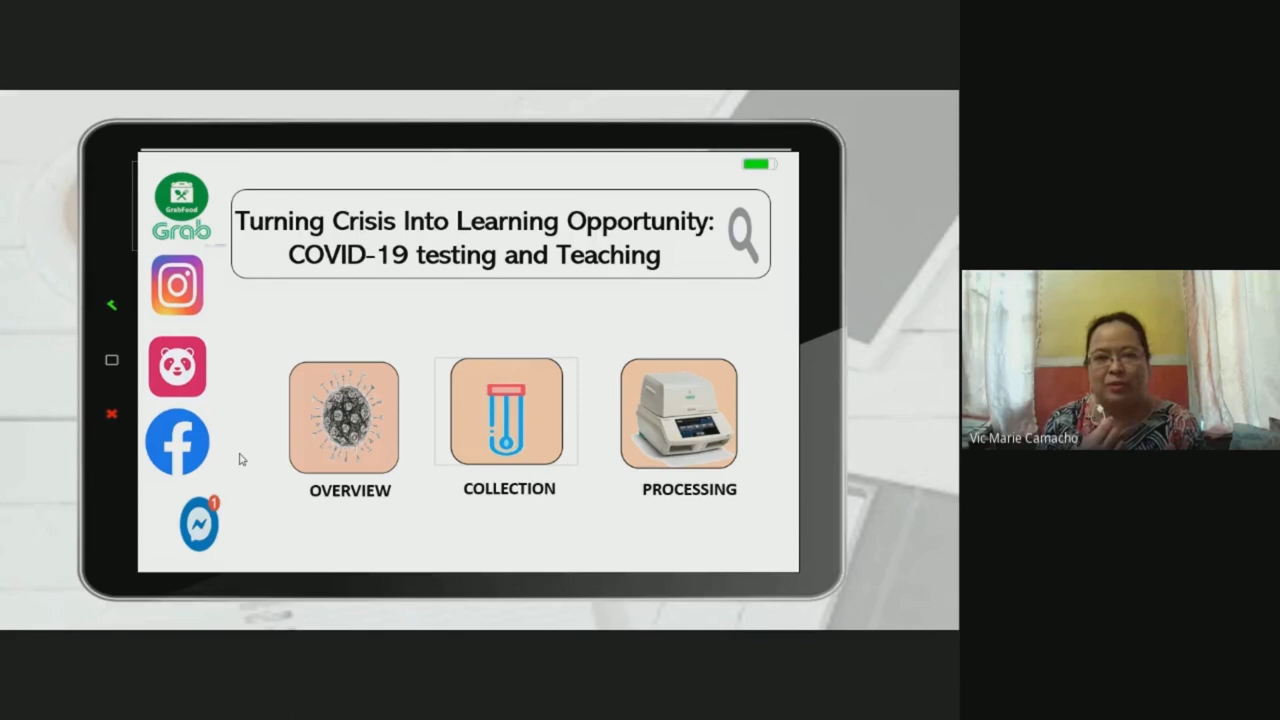 GrabFood
Grab
Turning Crisis Into Learning Opportunity:
COVID-19 testing and Teaching
OVERVIEW
COLLECTION
PROCESSING
1
Vic Marie Camacho